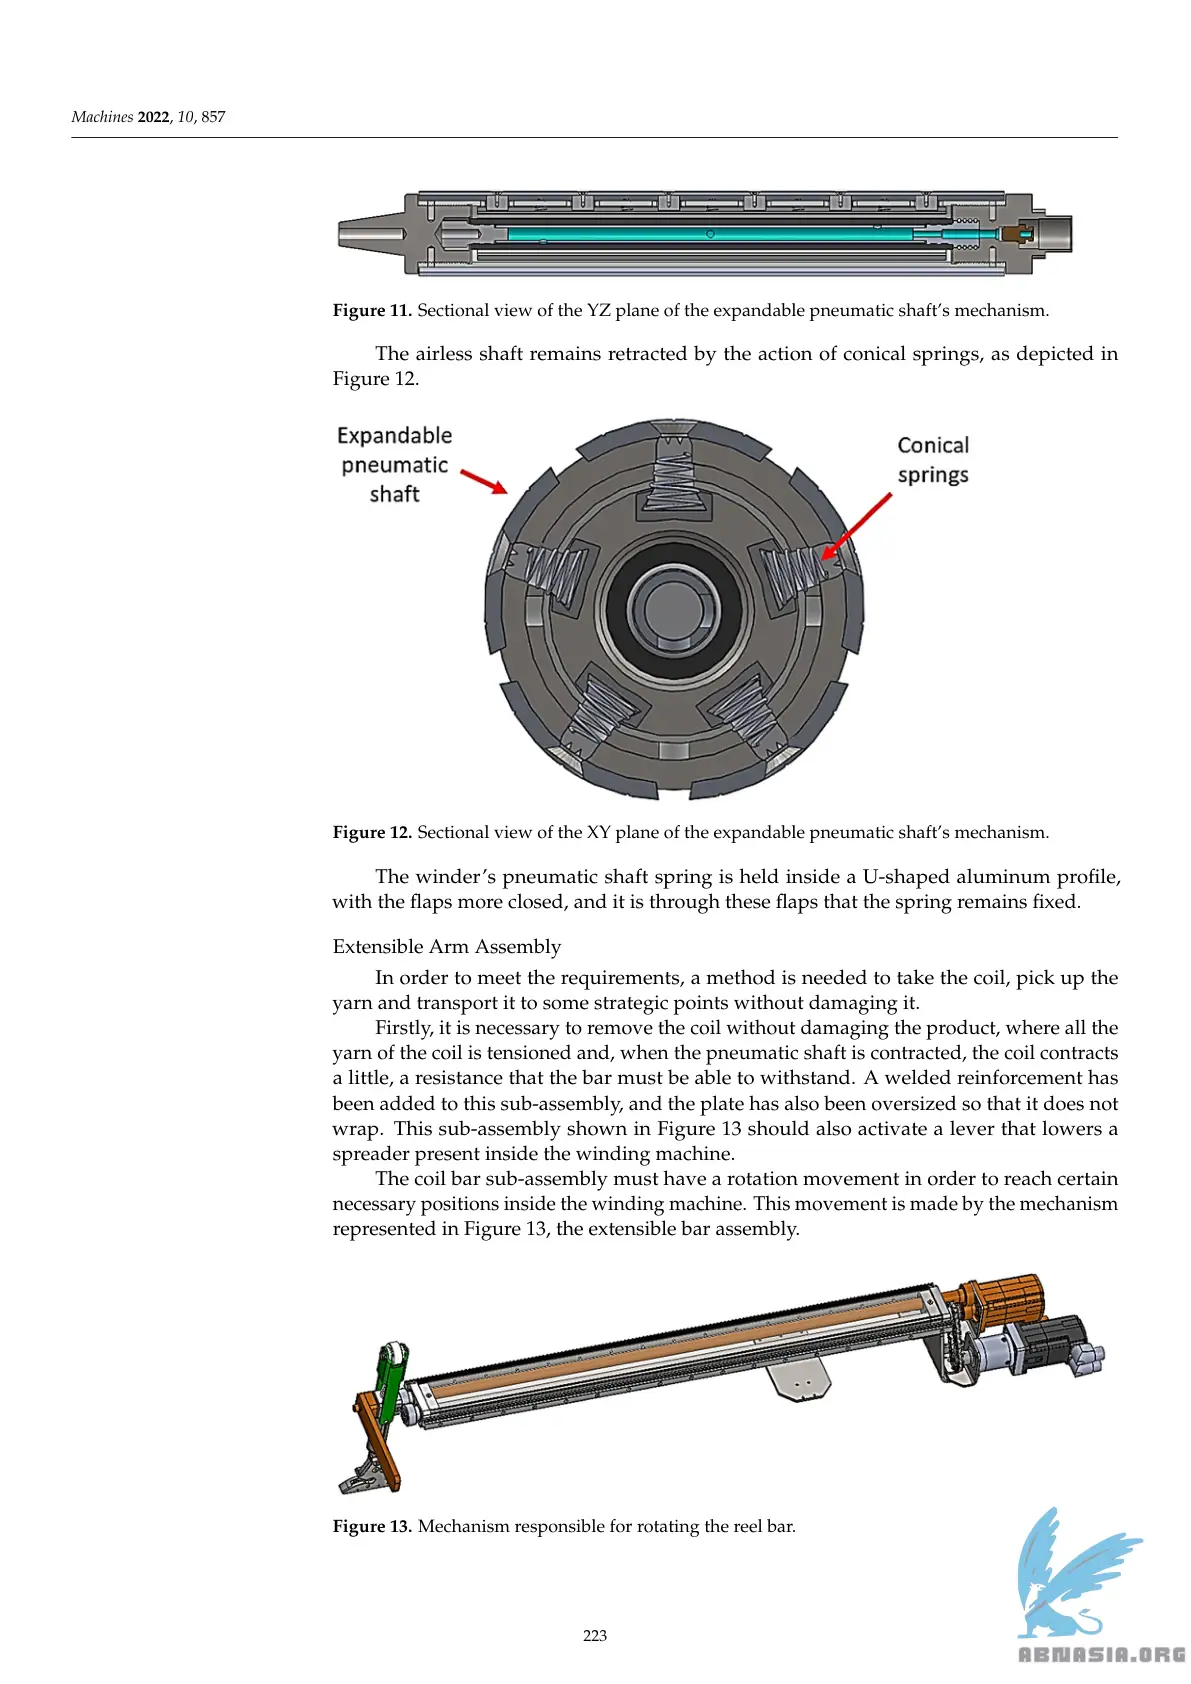 Machines 2022, 10, 857
Figure 11. Sectional view of the YZ plane of the expandable pneumatic shaft's mechanism.
The airless shaft remains retracted by the action of conical springs, as depicted in
Figure 12.
Expandable
pneumatic
shaft
Conical
springs
Figure 12. Sectional view of the XY plane of the expandable pneumatic shaft's mechanism.
The winder's pneumatic shaft spring is held inside a U-shaped aluminum profile,
with the flaps more closed, and it is through these flaps that the spring remains fixed.
Extensible Arm Assembly
In order to meet the requirements, a method is needed to take the coil, pick up the
yarn and transport it to some strategic points without damaging it.
Firstly, it is necessary to remove the coil without damaging the product, where all the
yarn of the coil is tensioned and, when the pneumatic shaft is contracted, the coil contracts
a little, a resistance that the bar must be able to withstand. A welded reinforcement has
been added to this sub-assembly, and the plate has also been oversized so that it does not
wrap. This sub-assembly shown in Figure 13 should also activate a lever that lowers a
spreader present inside the winding machine.
The coil bar sub-assembly must have a rotation movement in order to reach certain
necessary positions inside the winding machine. This movement is made by the mechanism
represented in Figure 13, the extensible bar assembly.
Figure 13. Mechanism responsible for rotating the reel bar.
223
ABNASIA.ORG